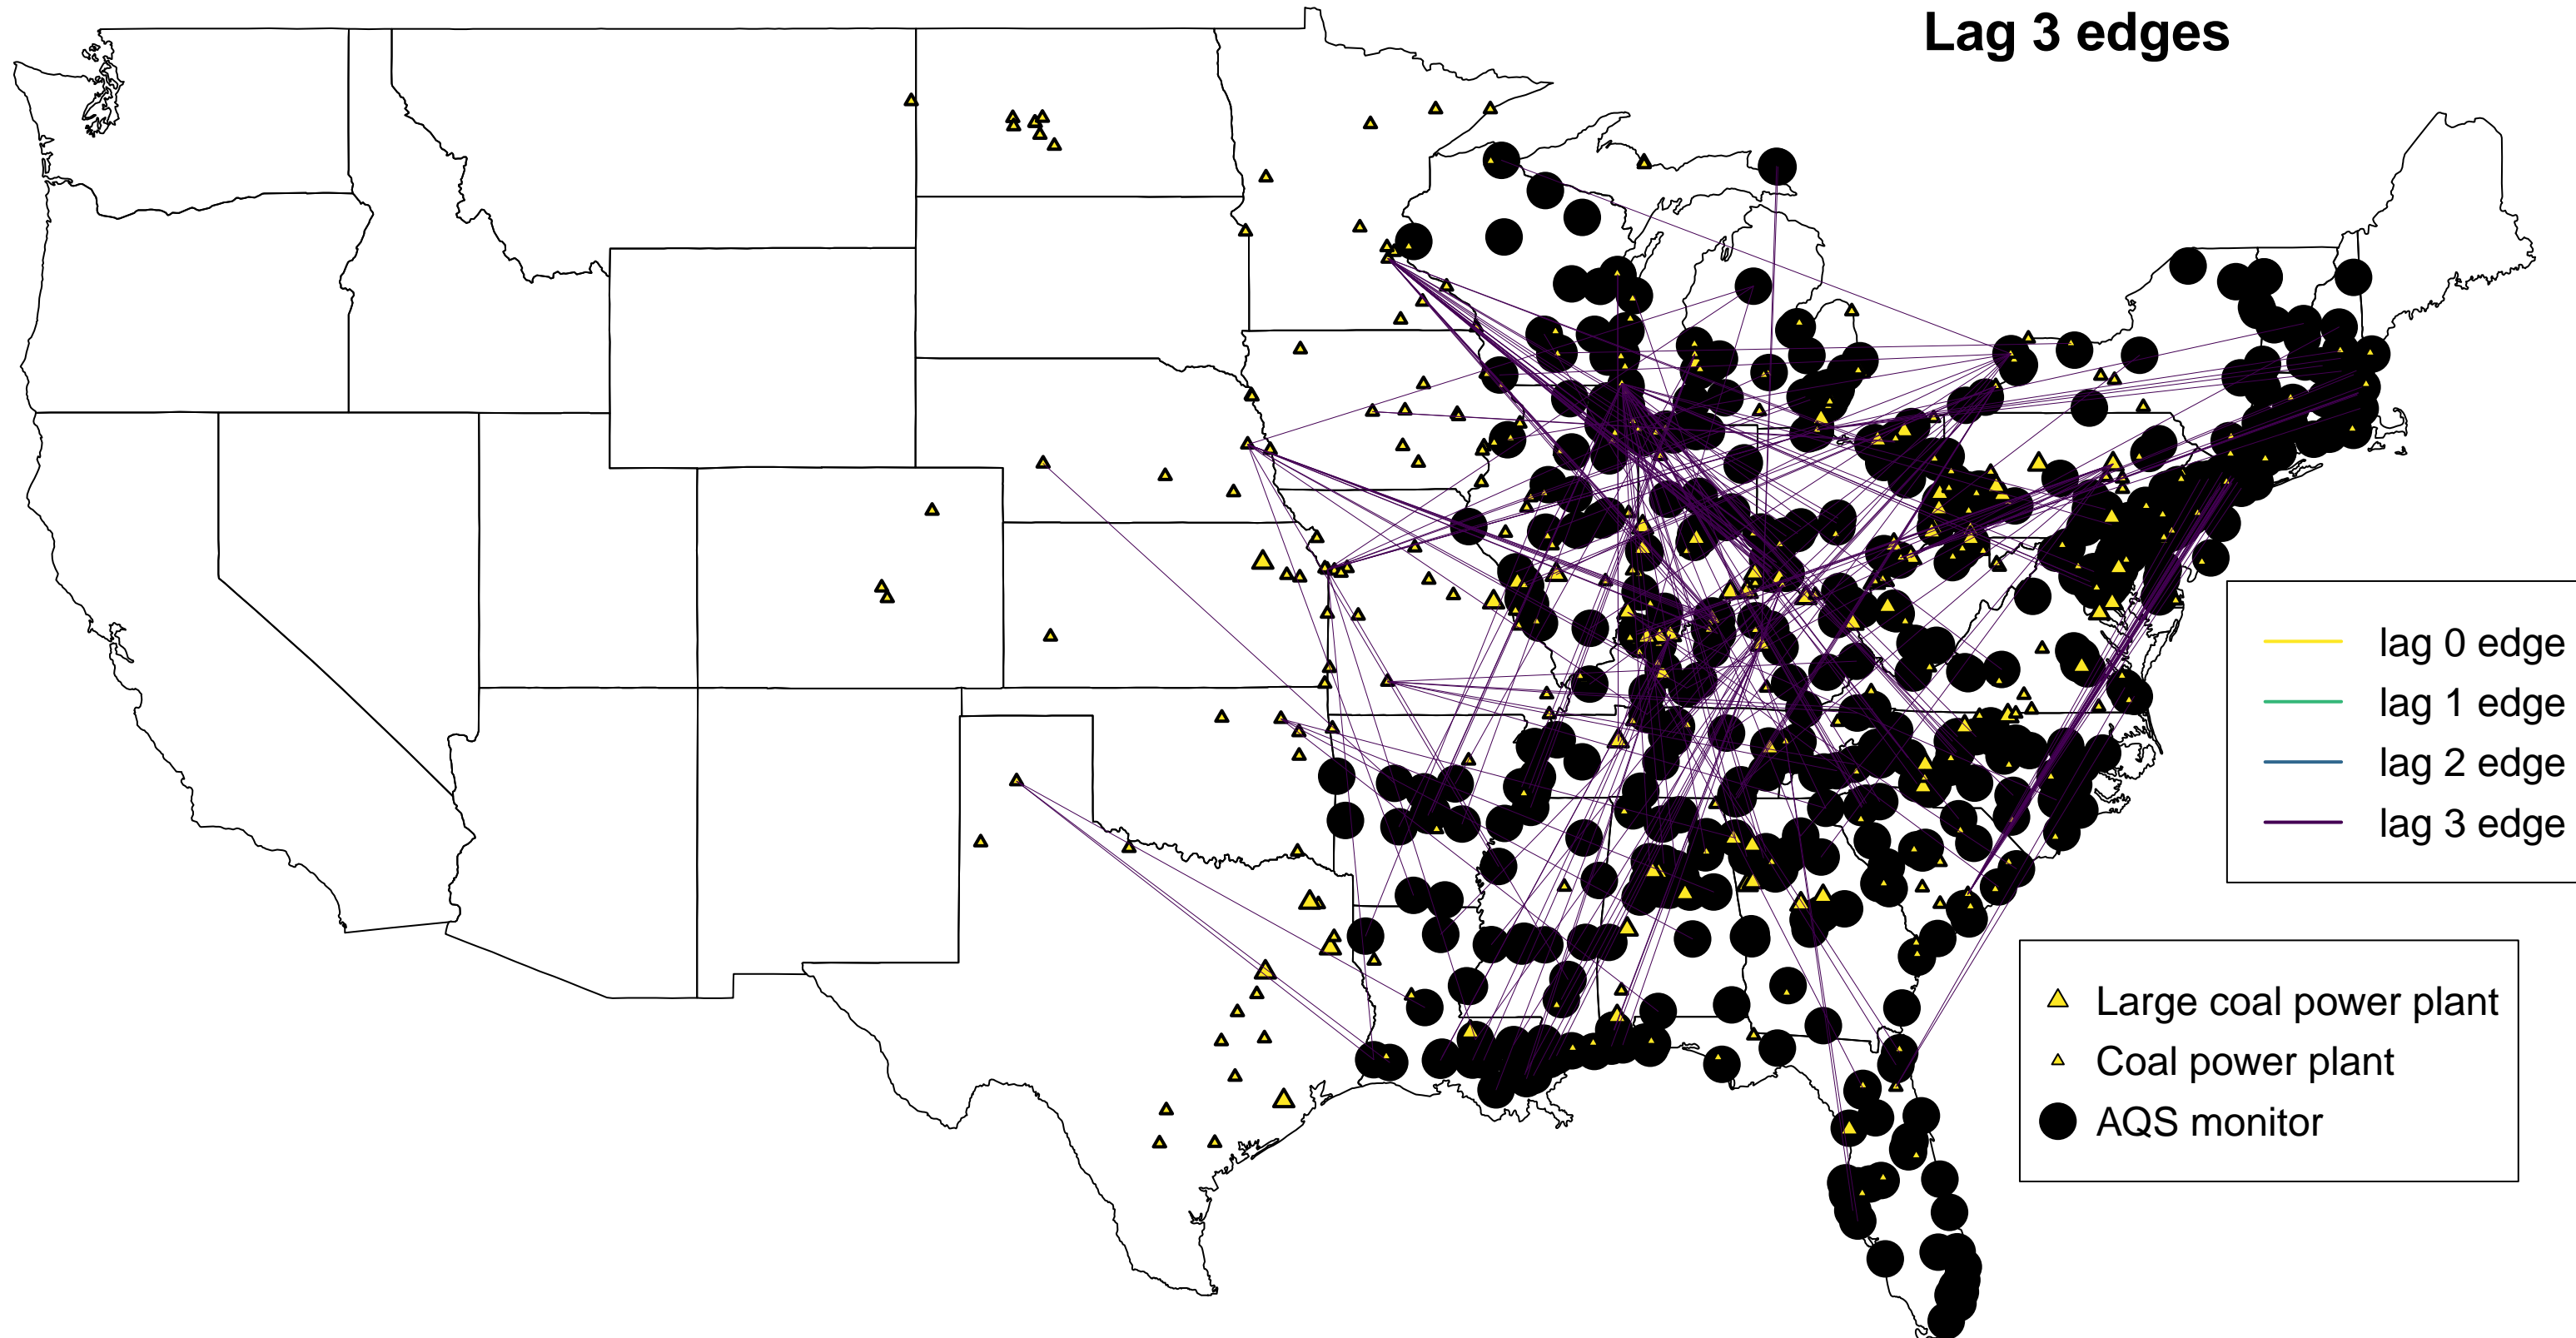 Lag 3 edges
lag 0 edge
lag 1 edge
lag 2 edge
lag 3 edge
Large coal power plant
Coal power plant
AQS monitor